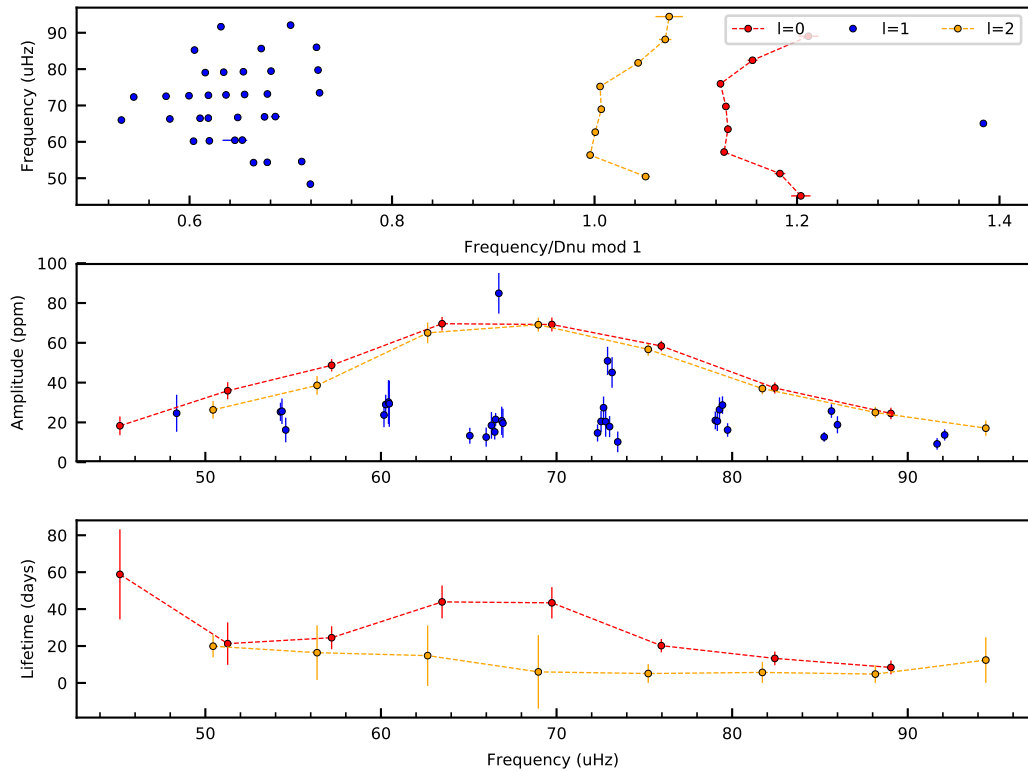 l=0 l=1 l=2
90
80
70
60
50
Frequency (uHz)
0.6 0.8 1.0 1.2 1.4
Frequency/Dnu mod 1
100
80
60
40
20
0
Amplitude (ppm)
50 60 70 80 90
80
60
40
20
0
Lifetime (days)
50 60 70 80 90
Frequency (uHz)